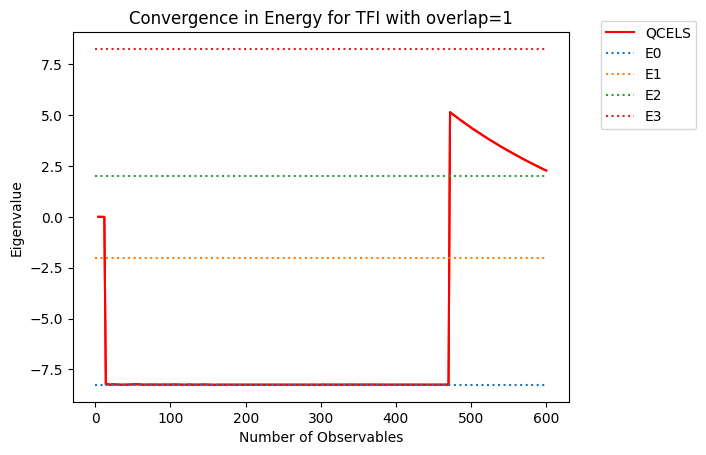 Convergence in Energy for TFI with overlap=1
QCELS
E0
E1
E2
E3
Eigenvalue
7.5
5.0
2.5
0.0
−2.5
−5.0
−7.5
0 100 200 300 400 500 600
Number of Observables